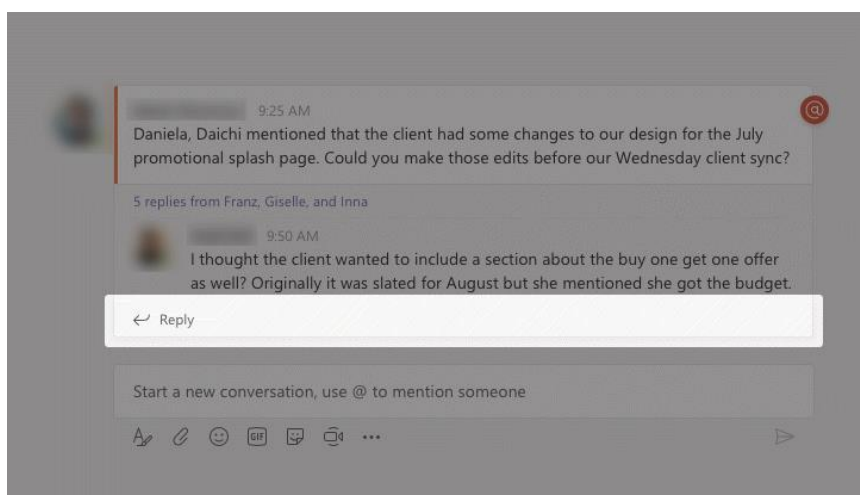 9:25 AM
@
Daniela, Daichi mentioned that the client had some changes to our design for the July
promotional splash page. Could you make those edits before our Wednesday client sync?
5 replies from Franz, Giselle, and Inna
9:50 AM
I thought the client wanted to include a section about the buy one get one offer
as well? Originally it was slated for August but she mentioned she got the budget.
Reply
Start a new conversation, use @ to mention someone
GIF